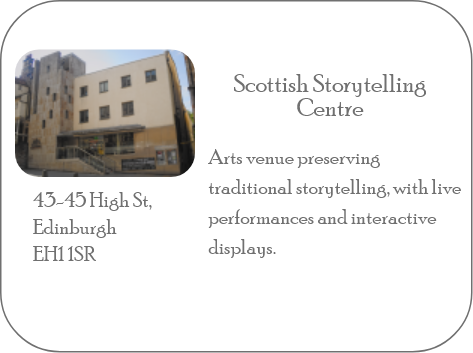 Scottish Storytelling
Centre
Arts venue preserving
traditional storytelling, with live
performances and interactive
displays.
43-45 High St,
Edinburgh
EH1 1SR